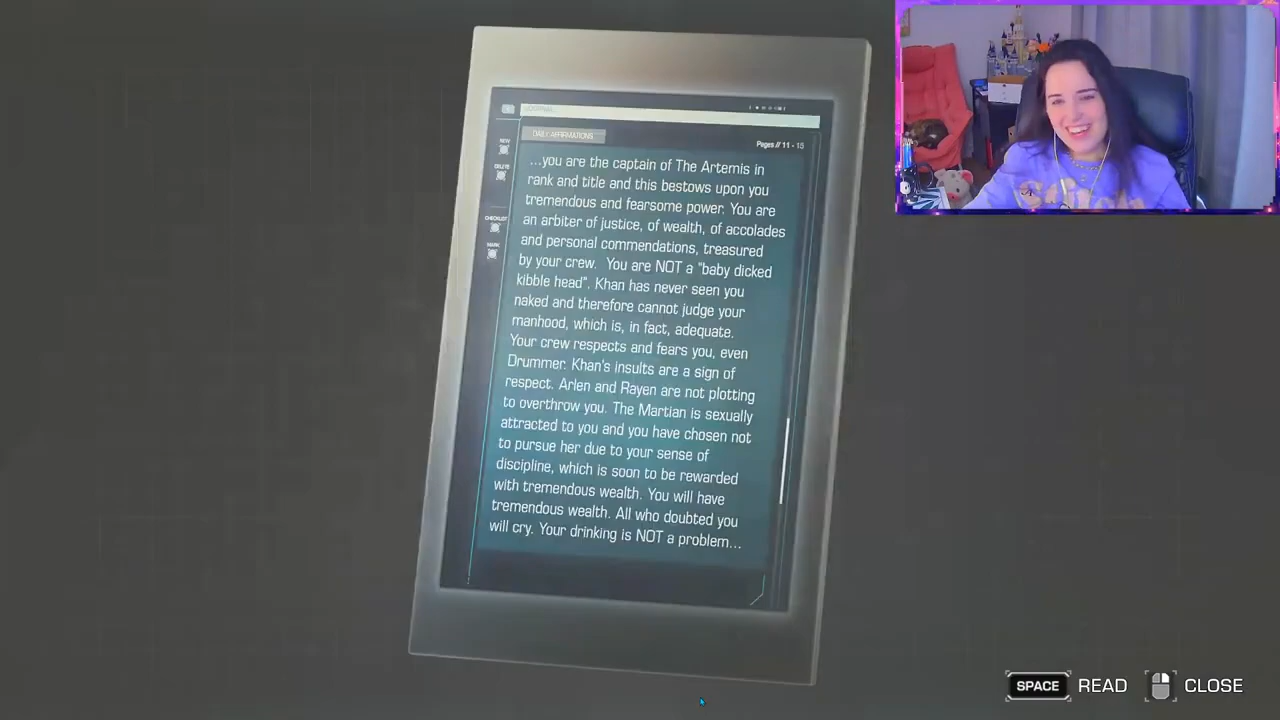 JOURNAL
DAILY AFFIRMATIONS
Pages // 11 - 15
NEW
DELETE
CHECKLIST
MARK
...you are the captain of The Artemis in
rank and title and this bestows upon you
tremendous and fearsome power. You are
an arbiter of justice, of wealth, of accolades
and personal commendations, treasured
by your crew. You are NOT a "baby dicked
kibble head". Khan has never seen you
naked and therefore cannot judge your
manhood, which is, in fact, adequate.
Your crew respects and fears you, even
Drummer. Khan's insults are a sign of
respect. Arlen and Rayen are not plotting
to overthrow you. The Martian is sexually
attracted to you and you have chosen not
to pursue her due to your sense of
discipline, which is soon to be rewarded
with tremendous wealth. You will have
tremendous wealth. All who doubted you
will cry. Your drinking is NOT a problem...
SPACE READ CLOSE